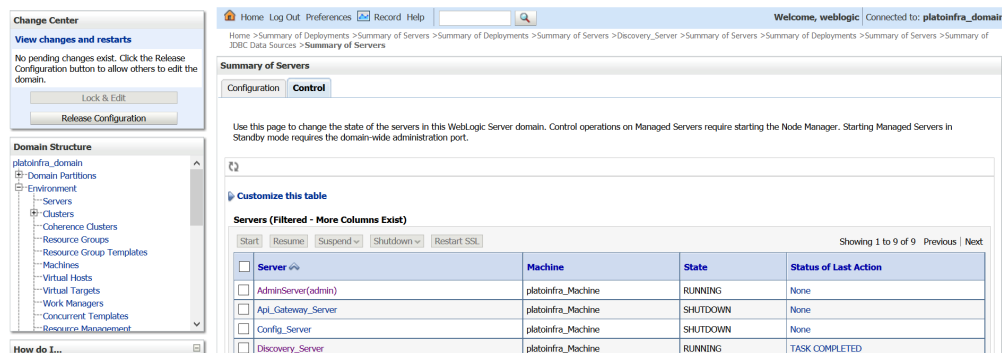 Change Center
View changes and restarts
No pending changes exist. Click the Release
Configuration button to allow others to edit the
domain.
Lock & Edit
Release Configuration
Domain Structure
platoinfra_domain
Domain Partitions
Environment
Servers
Clusters
Coherence Clusters
Resource Groups
Resource Group Templates
Machines
Virtual Hosts
Virtual Targets
Work Managers
Concurrent Templates
Resource Management
How do I...
Home Log Out Preferences Record Help
Welcome, weblogic Connected to: platoinfra_domain
Home >Summary of Deployments >Summary of Servers >Summary of Deployments >Summary of Servers >Discovery_Server >Summary of Servers >Summary of Deployments >Summary of Servers >Summary of
JDBC Data Sources >Summary of Servers
Summary of Servers
Configuration Control
Use this page to change the state of the servers in this WebLogic Server domain. Control operations on Managed Servers require starting the Node Manager. Starting Managed Servers in
Standby mode requires the domain-wide administration port.
Customize this table
Servers (Filtered - More Columns Exist)
Start Resume Suspend Shutdown Restart SSL Showing 1 to 9 of 9 Previous | Next
Server Machine State Status of Last Action
AdminServer(admin) platoinfra_Machine RUNNING None
Api_Gateway_Server platoinfra_Machine SHUTDOWN None
Config_Server platoinfra_Machine SHUTDOWN None
Discovery_Server platoinfra_Machine RUNNING TASK COMPLETED